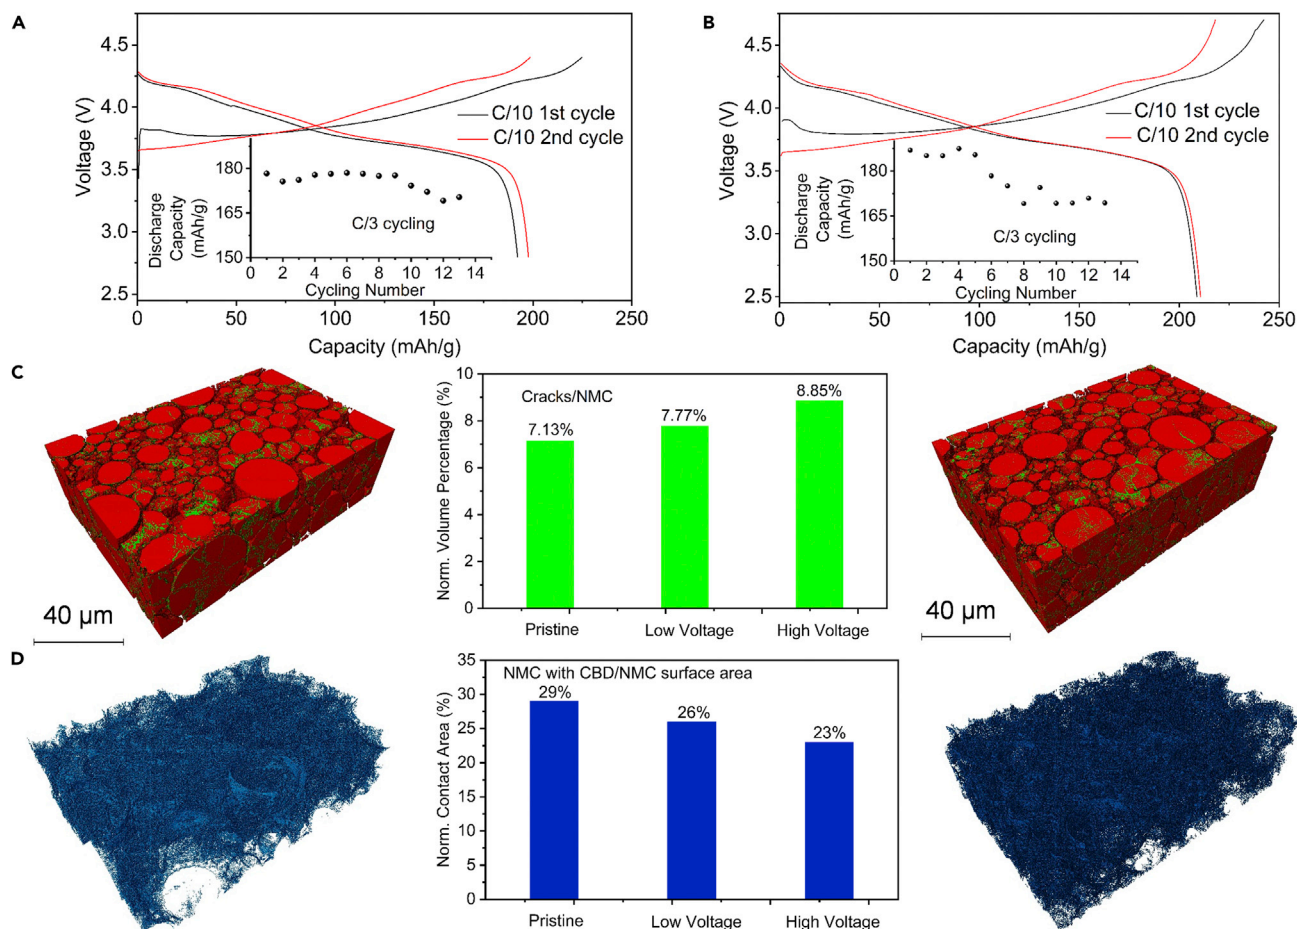 A
4.5
4.0
3.5
3.0
2.5
Voltage (V)
C/10 1st cycle
C/10 2nd cycle
180
165
150
Discharge
Capacity
(mAh/g)
C/3 cycling
0 2 4 6 8 10 12 14
Cycling Number
0 50 100 150 200 250
Capacity (mAh/g)
B
4.5
4.0
3.5
3.0
2.5
Voltage (V)
C/10 1st cycle
C/10 2nd cycle
180
165
150
Discharge
Capacity
(mAh/g)
C/3 cycling
0 2 4 6 8 10 12 14
Cycling Number
0 50 100 150 200 250
Capacity (mAh/g)
C
40 µm
10
8
6
4
2
0
Norm. Volume Percentage (%)
Cracks/NMC
7.13%
7.77%
8.85%
Pristine Low Voltage High Voltage
40 µm
D
35
30
25
20
15
10
5
0
Norm. Contact Area (%)
NMC with CBD/NMC surface area
29%
26%
23%
Pristine Low Voltage High Voltage